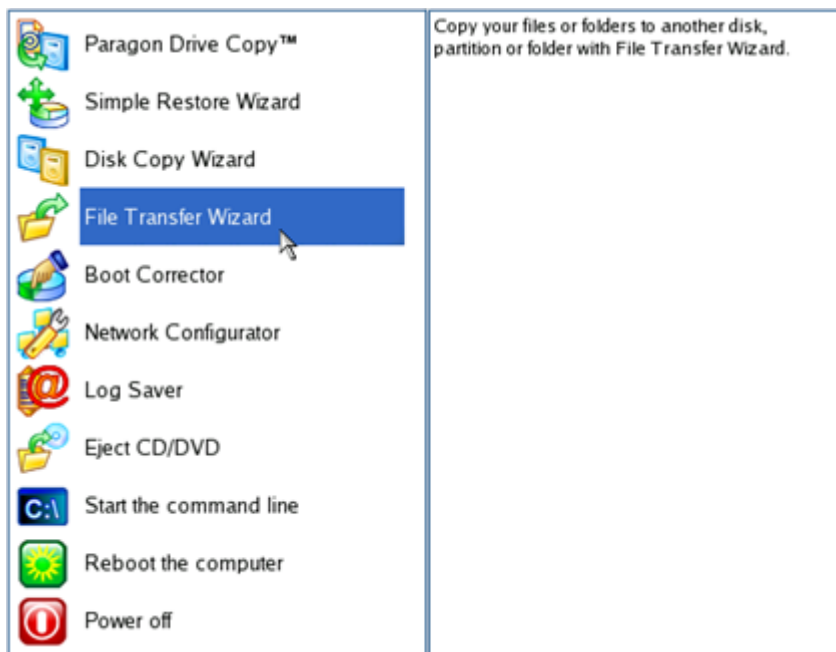 Paragon Drive Copy™
Simple Restore Wizard
Disk Copy Wizard
File Transfer Wizard
Boot Corrector
Network Configurator
Log Saver
Eject CD/DVD
C:\
Start the command line
Reboot the computer
Power off
Copy your files or folders to another disk,
partition or folder with File Transfer Wizard.